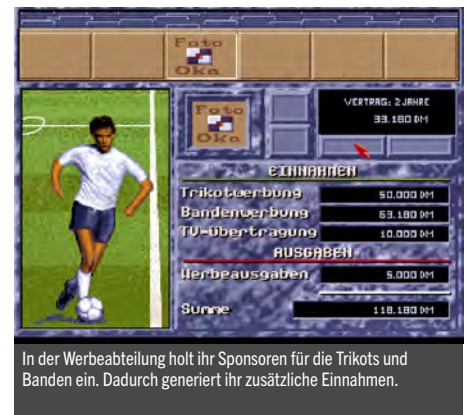 Foto
Oka
Foto
Oka
VERTRAG: 2 JAHRE
33.180 DM
EINNAHMEN
Trikotwerbung 50.000 DM
Bandenwerbung 63.180 DM
TV-Übertragung 10.000 DM
AUSGABEN
Werbeausgaben 5.000 DM
Summe 118.180 DM
In der Werbeabteilung holt ihr Sponsoren für die Trikots und
Banden ein. Dadurch generiert ihr zusätzliche Einnahmen.